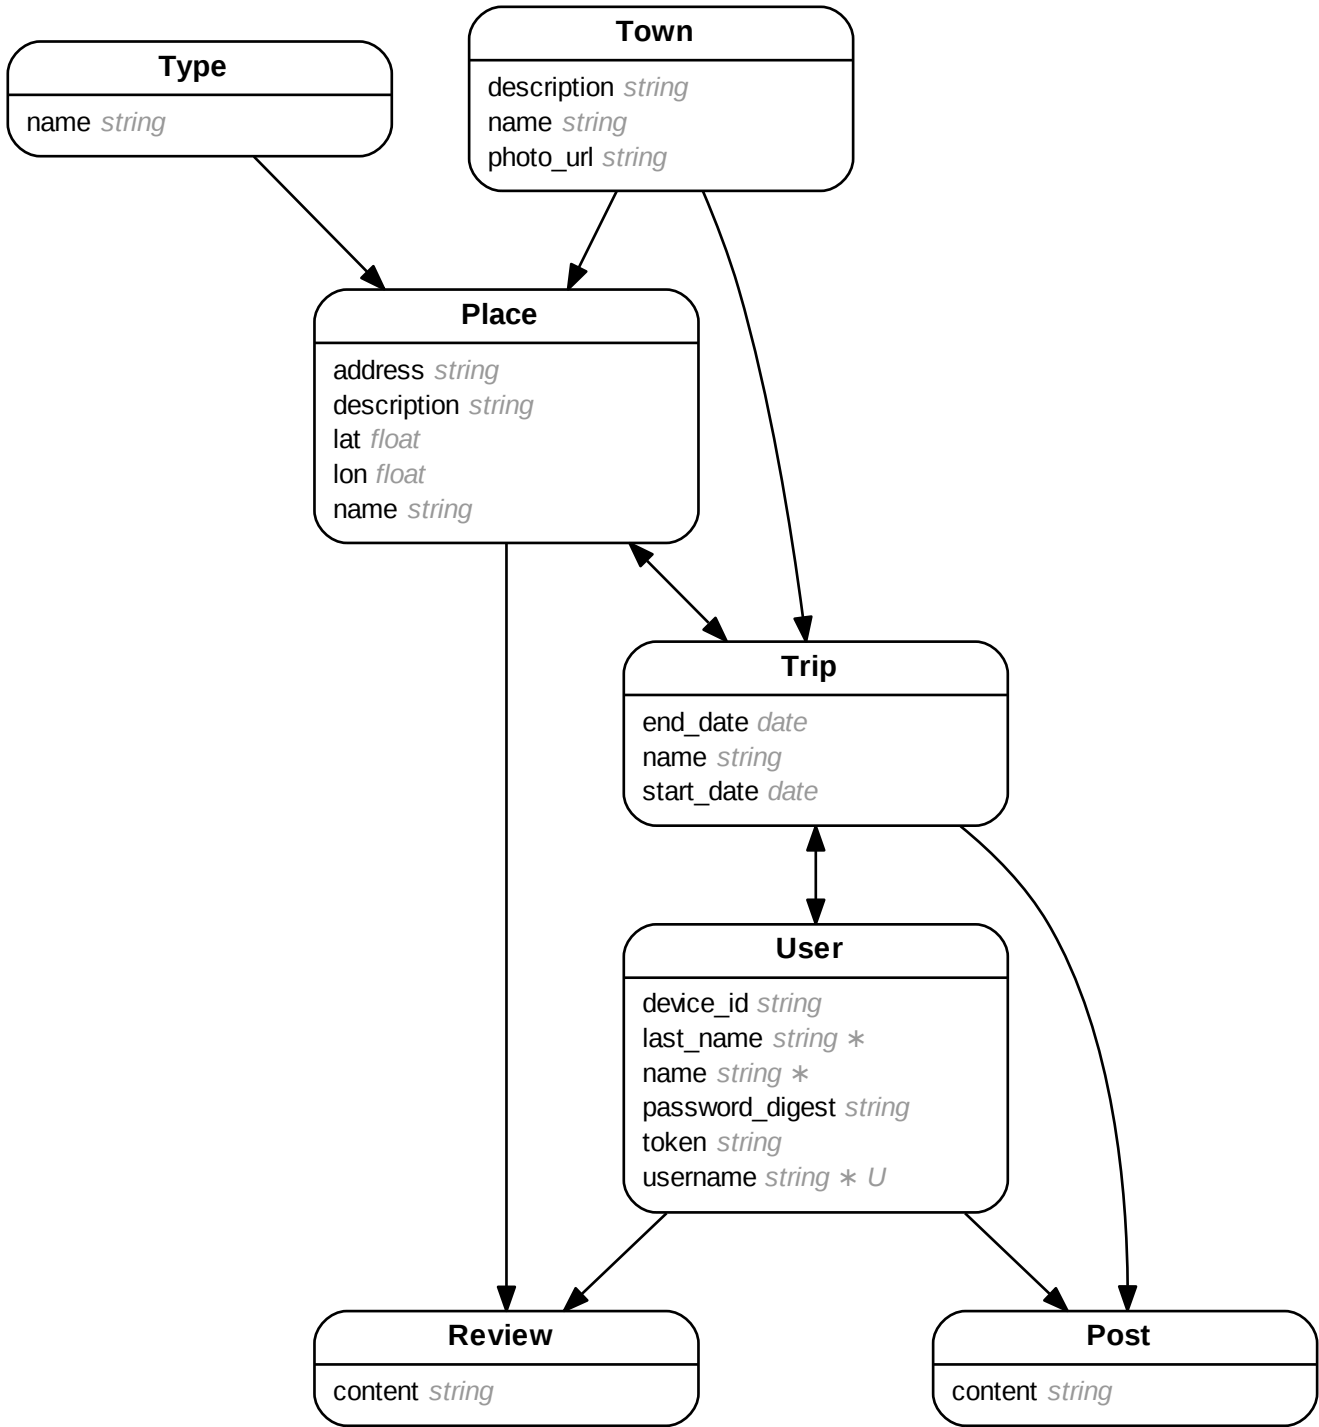 Type
name string
Town
description string
name string
photo_url string
Place
address string
description string
lat float
lon float
name string
Trip
end_date date
name string
start_date date
User
device_id string
last_name string ∗
name string ∗
password_digest string
token string
username string ∗ U
Review
content string
Post
content string